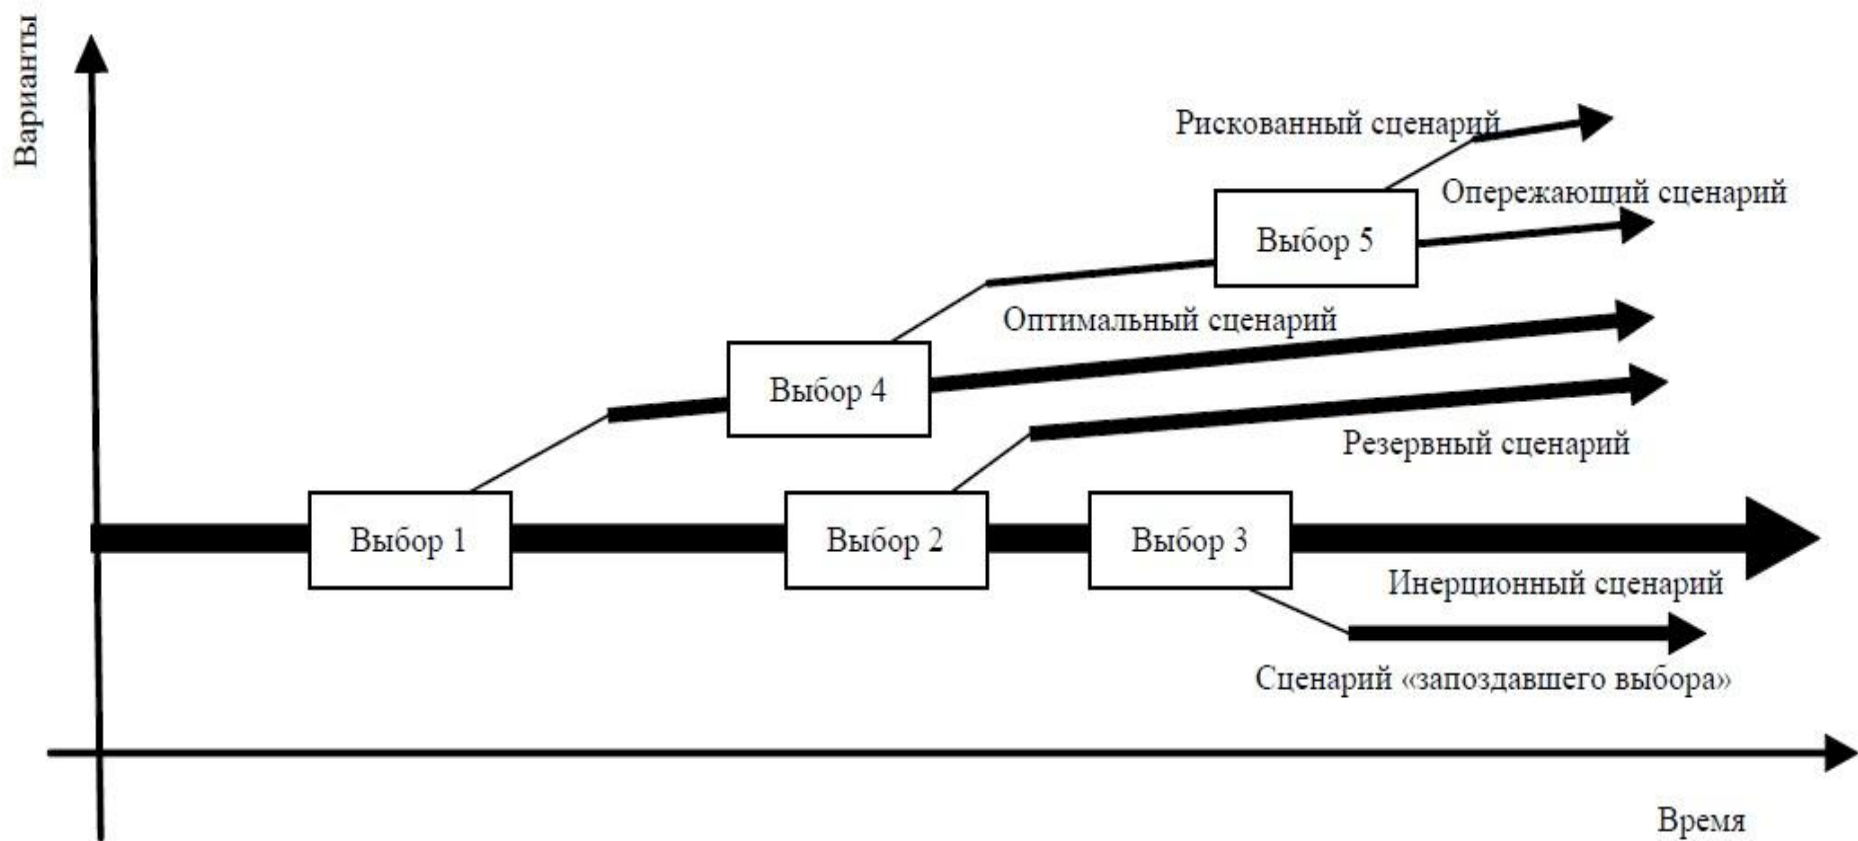 Варианты
Рискованный сценарий
Опережающий сценарий
Выбор 5
Оптимальный сценарий
Выбор 4
Резервный сценарий
Выбор 1
Выбор 2
Выбор 3
Инерционный сценарий
Сценарий «запоздавшего выбора»
Время